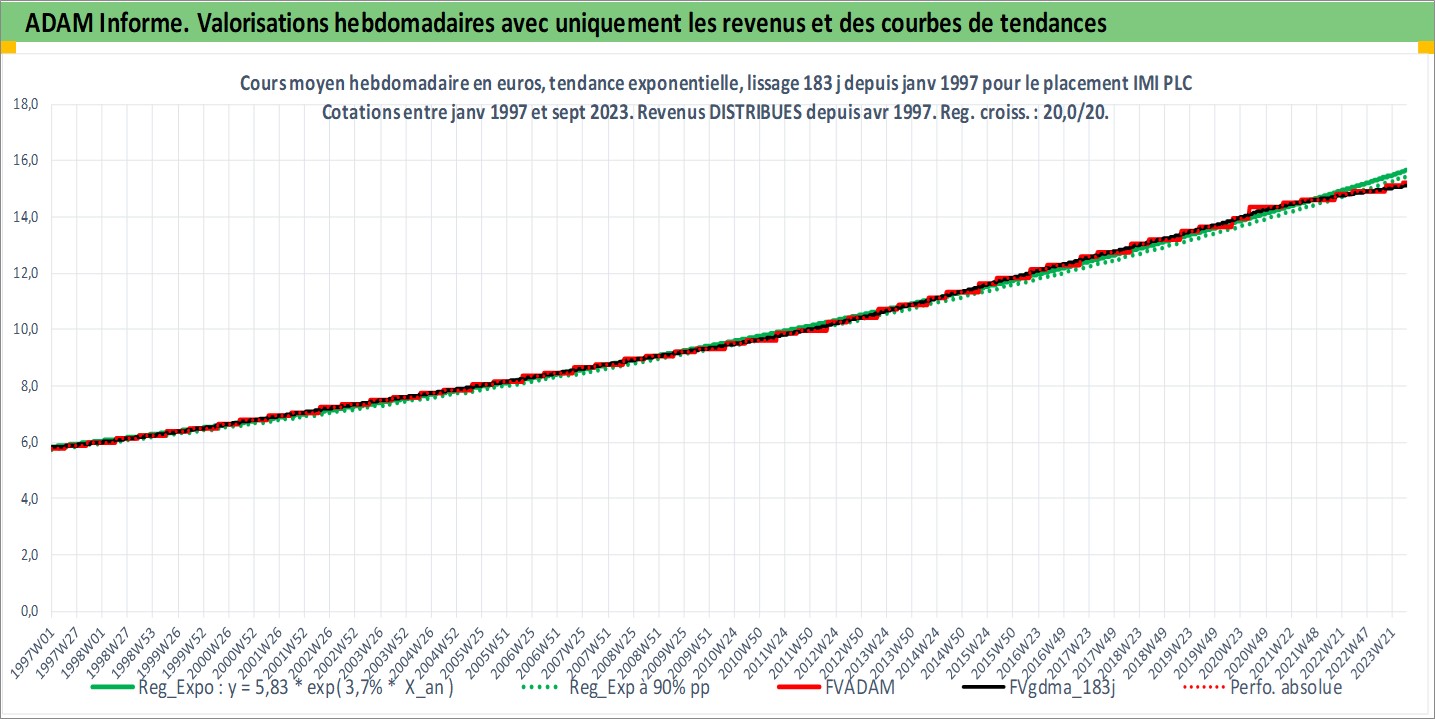 ADAM Informe. Valorisations hebdomadaires avec uniquement les revenus et des courbes de tendances
Cours moyen hebdomadaire en euros, tendance exponentielle, lissage 183 j depuis janv 1997 pour le placement IMI PLC
Cotations entre janv 1997 et sept 2023. Revenus DISTRIBUES depuis avr 1997. Reg. croiss. : 20,0/20.
18,0
16,0
14,0
12,0
10,0
8,0
6,0
4,0
2,0
0,0
1997W01
1997W27
1998W01
1998W27
1998W53
1999W26
1999W52
2000W26
2000W52
2001W26
2001W52
2002W26
2002W52
2003W26
2003W52
2004W26
2004W52
2005W25
2005W51
2006W25
2006W51
2007W25
2007W51
2008W25
2008W51
2009W25
2009W51
2010W24
2010W50
2011W24
2011W50
2012W24
2012W50
2013W24
2013W50
2014W24
2014W50
2015W24
2015W50
2016W23
2016W49
2017W23
2017W49
2018W23
2018W49
2019W23
2019W49
2020W23
2020W49
2021W22
2021W48
2022W21
2022W47
2023W21
Reg_Expo : y = 5,83 * exp( 3,7% * X_an )
Reg_Exp à 90% pp
FVADAM
FVgdma_183j
Perfo. absolue